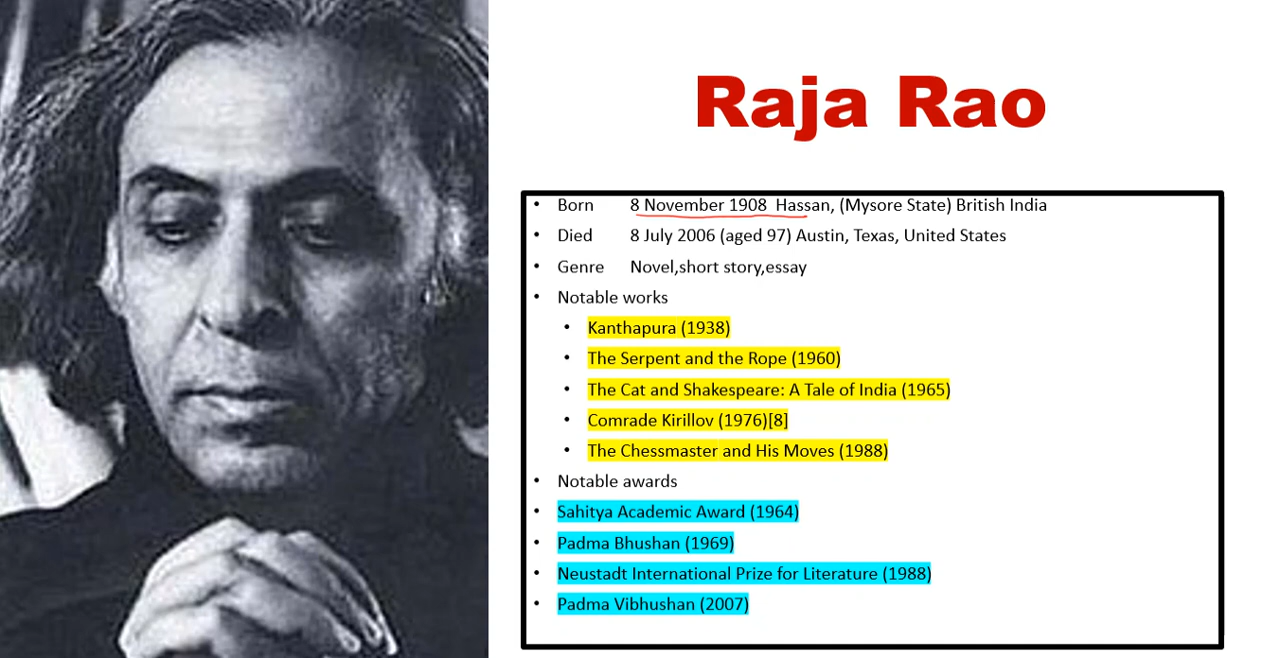 Raja Rao
• Born 8 November 1908 Hassan, (Mysore State) British India
• Died 8 July 2006 (aged 97) Austin, Texas, United States
• Genre Novel,short story,essay
• Notable works
• Kanthapura (1938)
• The Serpent and the Rope (1960)
• The Cat and Shakespeare: A Tale of India (1965)
• Comrade Kirillov (1976)[8]
• The Chessmaster and His Moves (1988)
• Notable awards
• Sahitya Academic Award (1964)
• Padma Bhushan (1969)
• Neustadt International Prize for Literature (1988)
• Padma Vibhushan (2007)